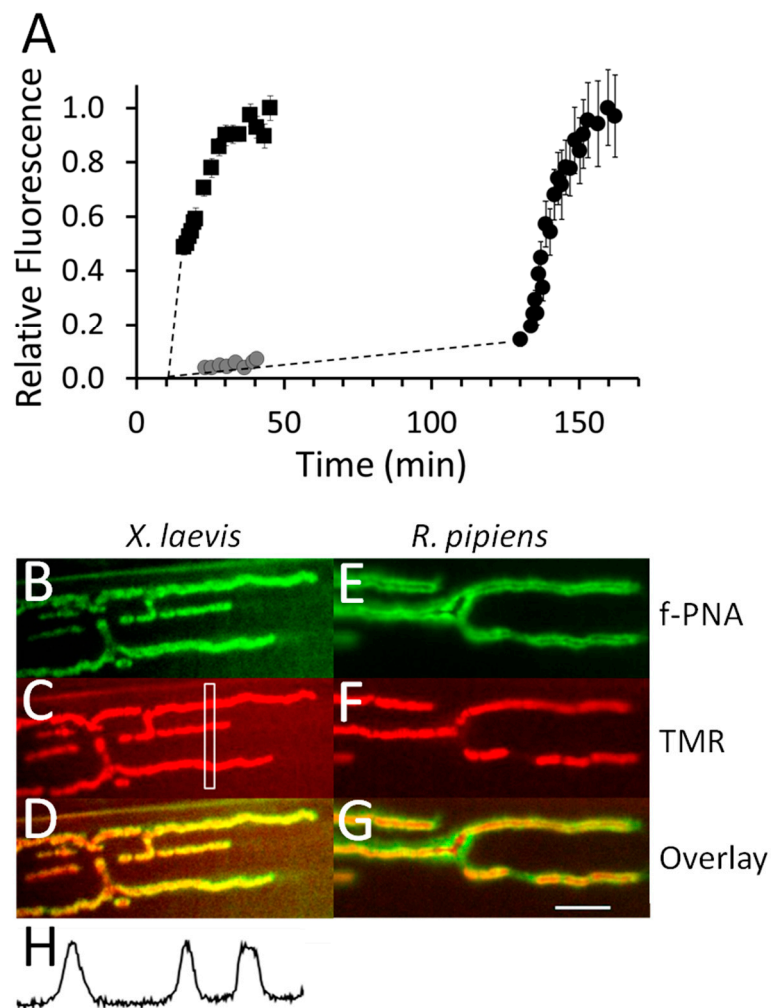 A
Relative Fluorescence
1.0
0.8
0.6
0.4
0.2
0.0
0 50 100 150
Time (min)
X. laevis R. pipiens
B E f-PNA
C F TMR
D G Overlay
H